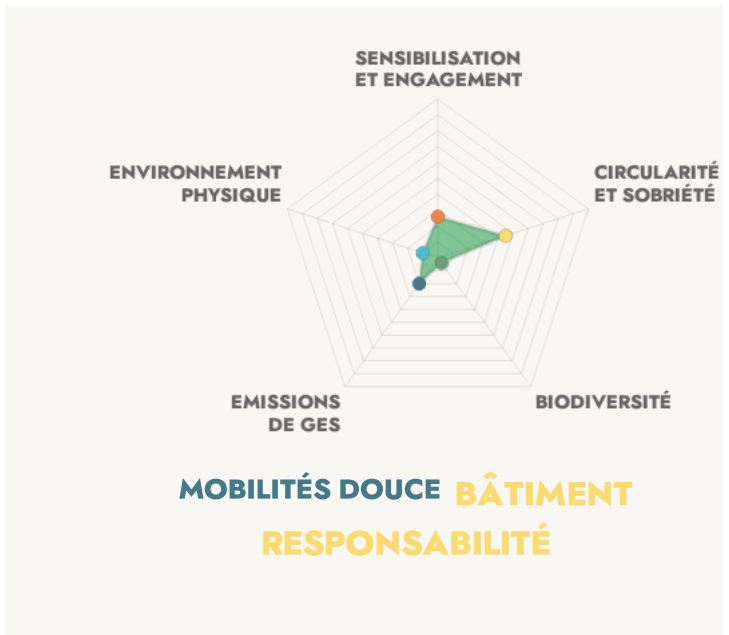 SENSIBILISATION
ET ENGAGEMENT
ENVIRONNEMENT
PHYSIQUE
CIRCULARITÉ
ET SOBRIÉTÉ
EMISSIONS
DE GES
BIODIVERSITÉ
MOBILITÉS DOUCE BÂTIMENT
RESPONSABILITÉ